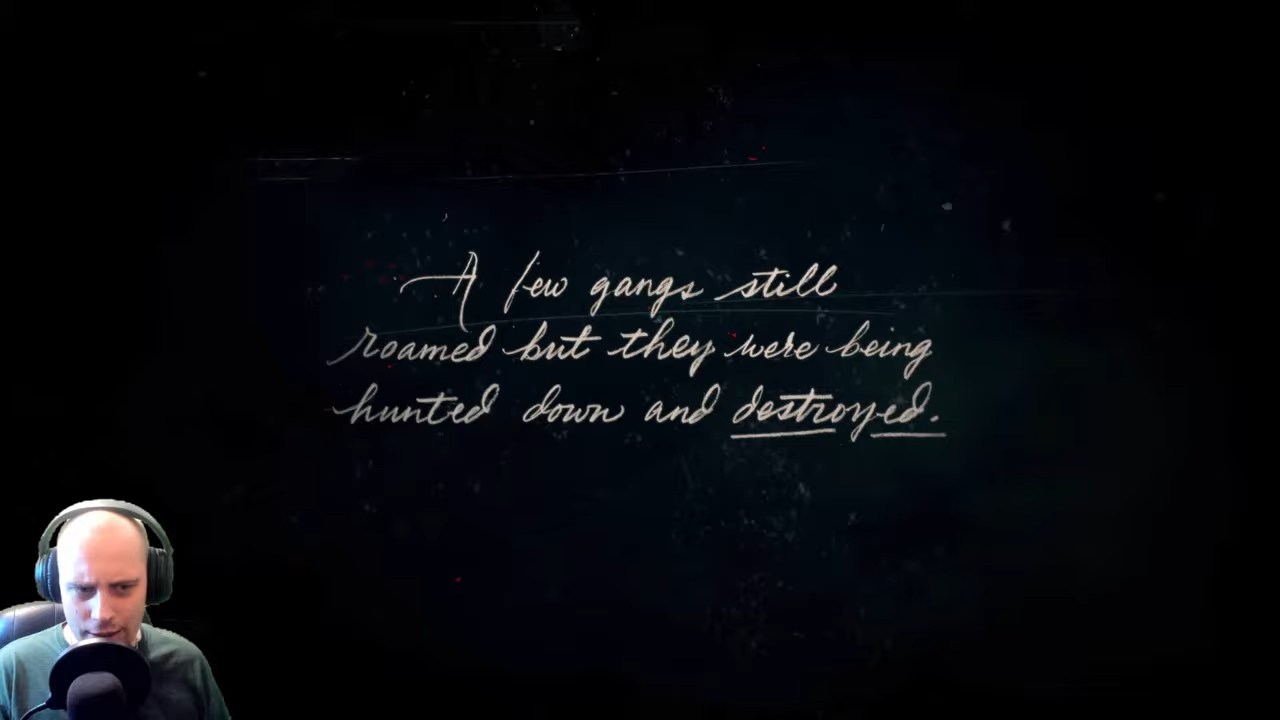 A few gangs still
roamed but they were being
hunted down and destroyed.